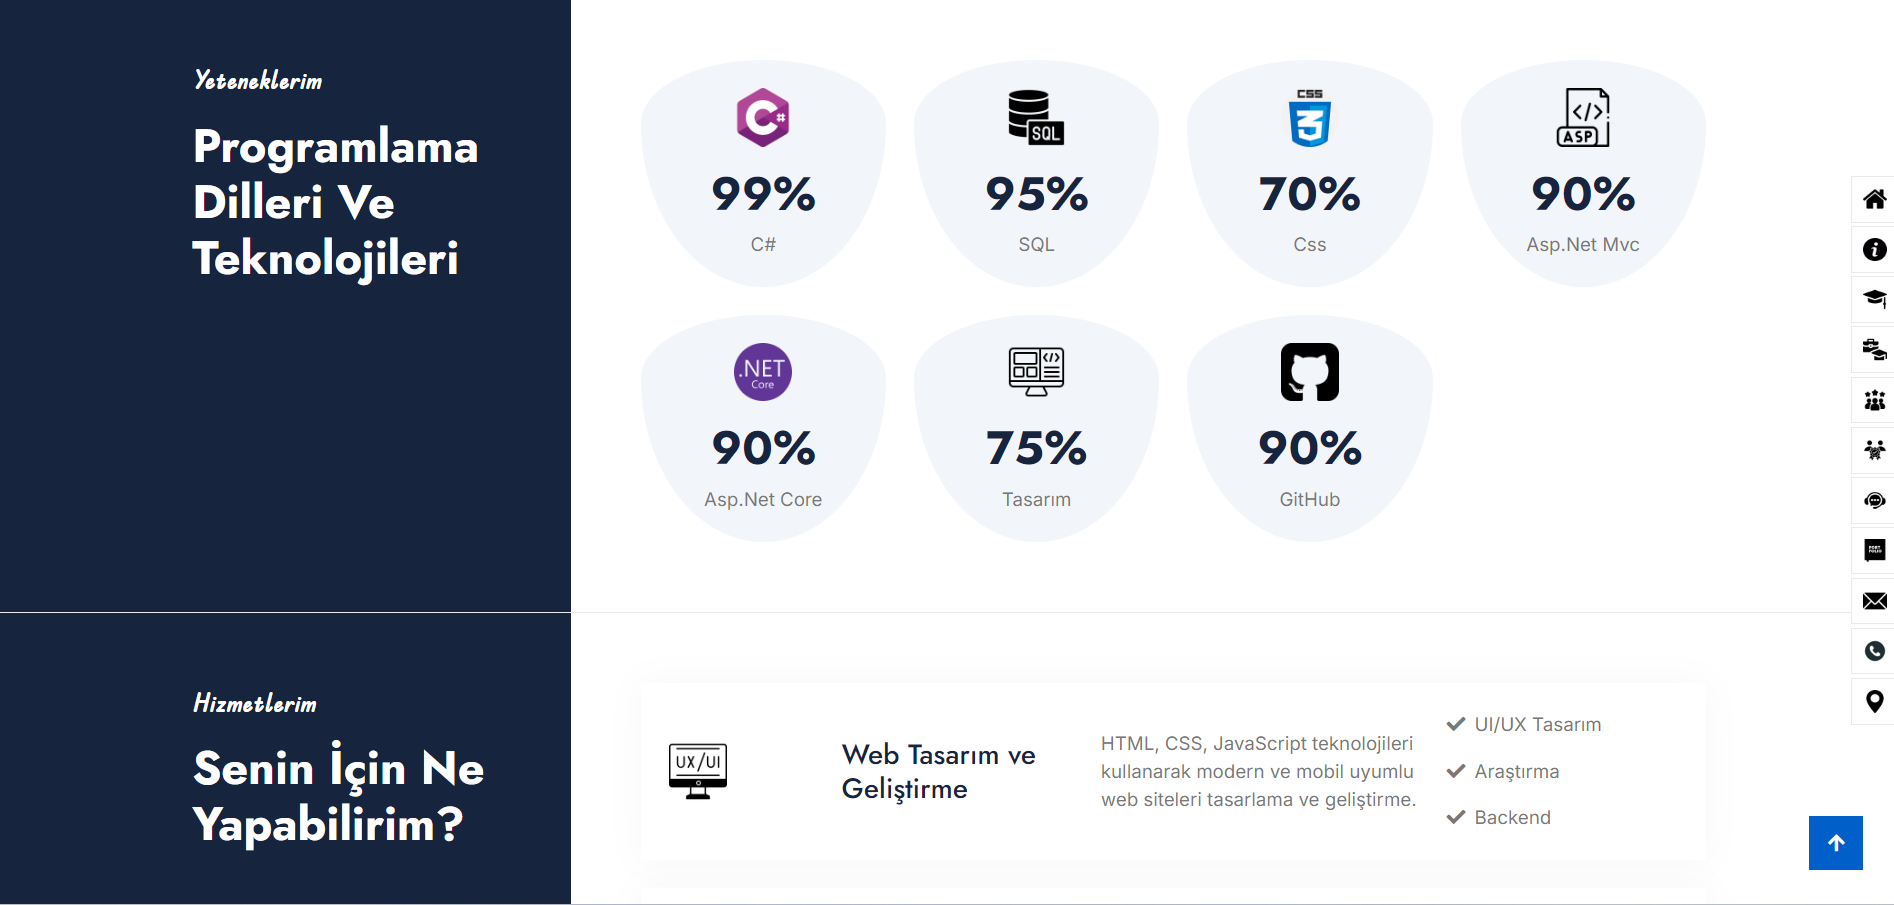 Yeteneklerim
Programlama
Dilleri Ve
Teknolojileri
C#
99%
C#
SQL
95%
SQL
CSS
3
70%
Css
</>
ASP
90%
Asp.Net Mvc
.NET
Core
90%
Asp.Net Core
</>
75%
Tasarım
90%
GitHub
Hizmetlerim
Senin İçin Ne
Yapabilirim?
UX/UI
Web Tasarım ve
Geliştirme
HTML, CSS, JavaScript teknolojileri
kullanarak modern ve mobil uyumlu
web siteleri tasarlama ve geliştirme.
UI/UX Tasarım
Araştırma
Backend
PORT
FOLIO